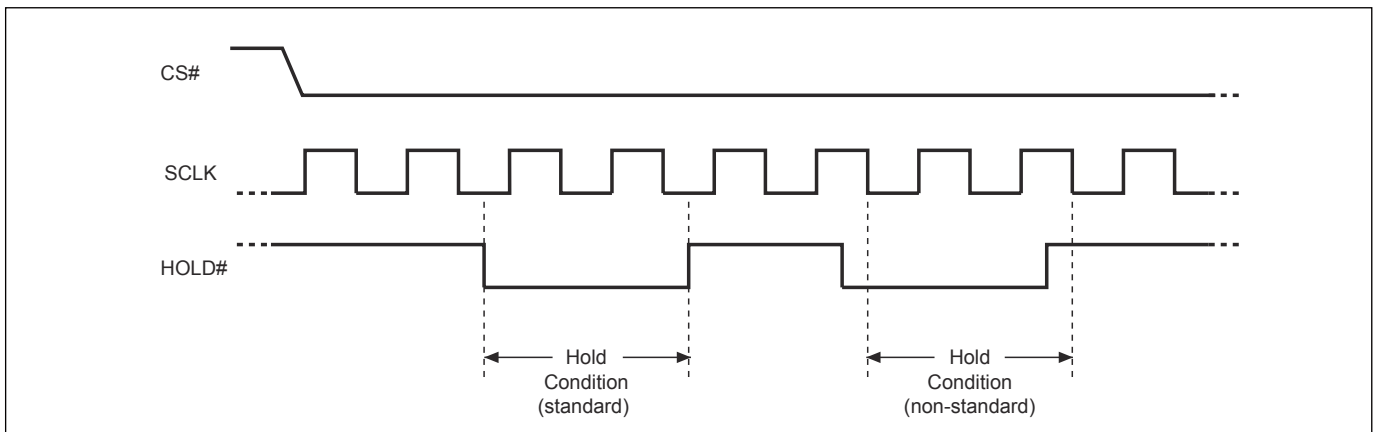 CS#
SCLK
HOLD#
Hold
Condition
(standard)
Hold
Condition
(non-standard)